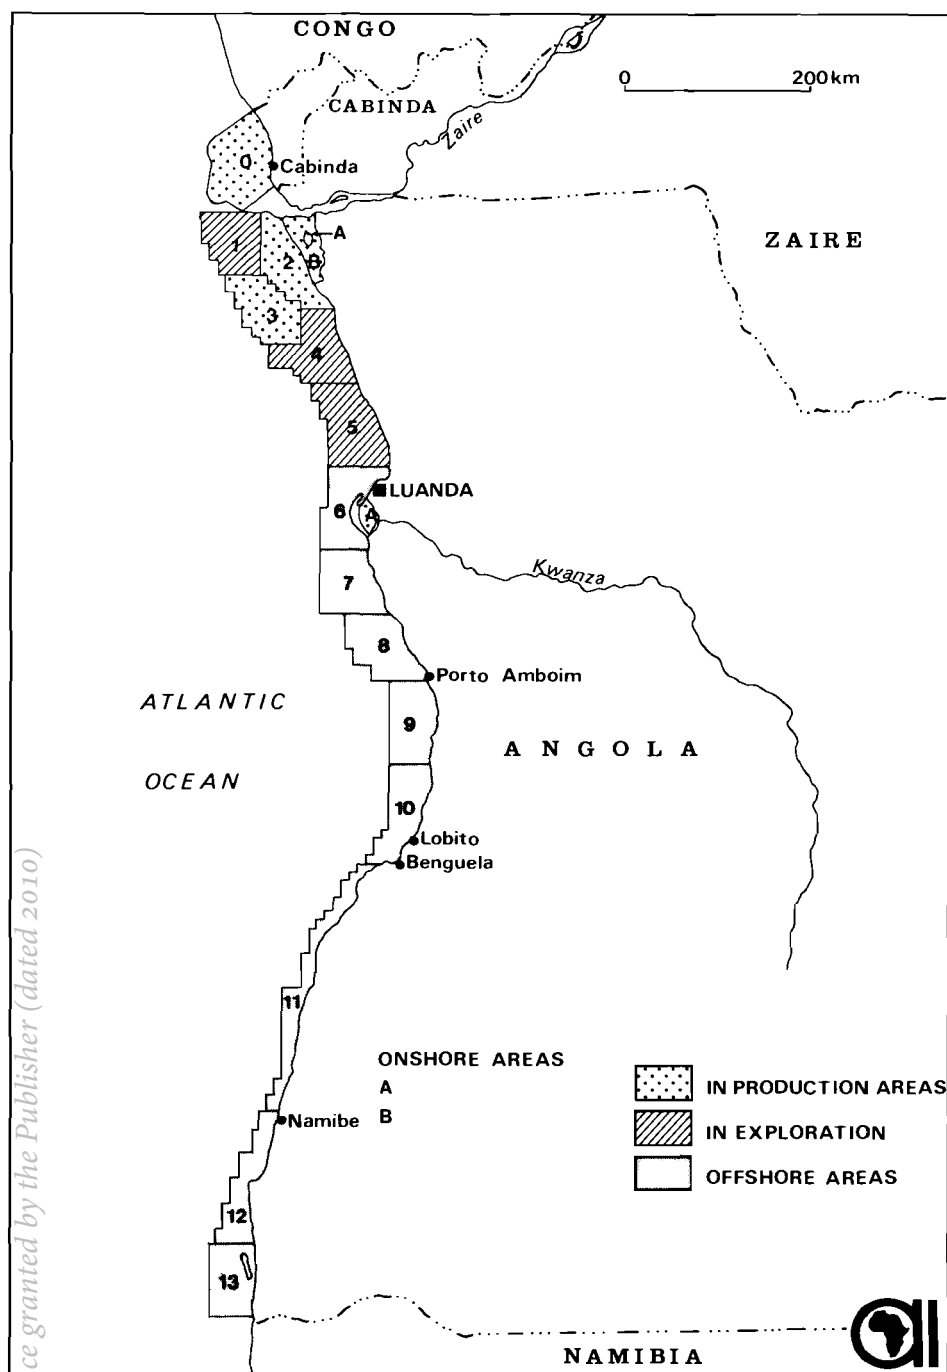 CONGO
0 200km
CABINDA
Zaire
0
Cabinda
A
1
2
B
ZAIRE
3
4
5
LUANDA
6
A
Kwanza
7
8
Porto Amboim
ATLANTIC
9
ANGOLA
OCEAN
10
Lobito
Benguela
11
ONSHORE AREAS
A
B
IN PRODUCTION AREAS
IN EXPLORATION
OFFSHORE AREAS
Namibe
12
13
NAMIBIA
ce granted by the Publisher (dated 2010)